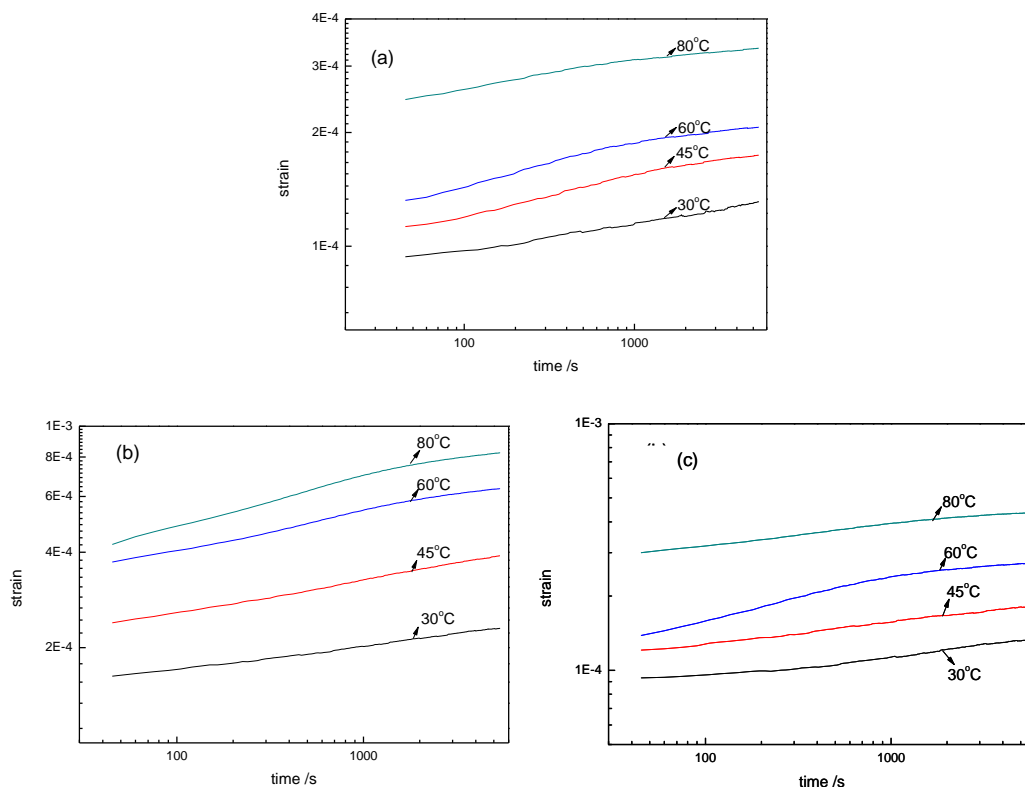 4E-4
(a)
80°C
3E-4
2E-4
60°C
45°C
strain
30°C
1E-4
100
1000
time /s
1E-3
(b)
80°C
8E-4
60°C
6E-4
4E-4
45°C
strain
30°C
2E-4
100
1000
time /s
1E-3
(c)
80°C
60°C
strain
45°C
1E-4
30°C
100
1000
time /s